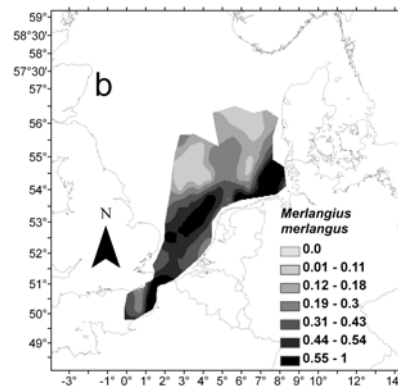 59°
58°30'
57°30'
b
56°
55°
54°
53°
52°
51°
50°
49°
N
Merlangius
merlangus
0.0
0.01 - 0.11
0.12 - 0.18
0.19 - 0.3
0.31 - 0.43
0.44 - 0.54
0.55 - 1
-3° -1° 0° 1° 2° 3° 4° 5° 6° 7° 8° 9° 10° 12° 14